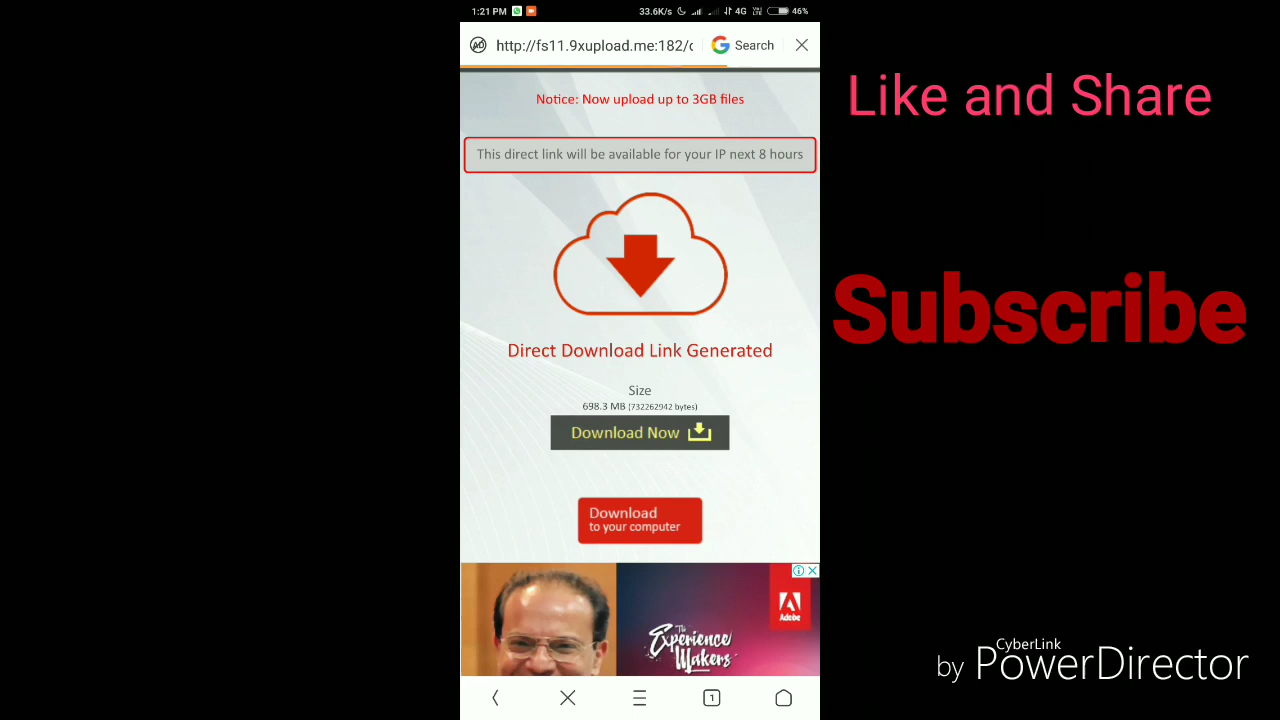 1:21 PM
33.6K/s 4G VoLTE 46%
http://fs11.9xupload.me:182/c
Search
Notice: Now upload up to 3GB files
This direct link will be available for your IP next 8 hours
Direct Download Link Generated
Size
698.3 MB (732262942 bytes)
Download Now
Download
to your computer
The
Experience
Makers
Adobe
1
Like and Share
Subscribe
CyberLink
by PowerDirector